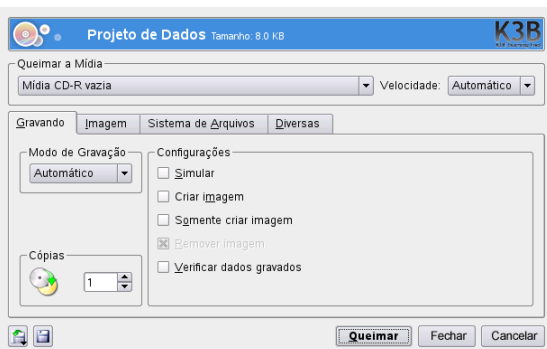 Projeto de Dados Tamanho: 8.0 KB
K3B
Queimar a Mídia
Mídia CD-R vazia
Velocidade: Automático
Gravando Imagem Sistema de Arquivos Diversas
Modo de Gravação
Automático
Configurações
Simular
Criar imagem
Somente criar imagem
Remover imagem
Verificar dados gravados
Cópias
1
Queimar Fechar Cancelar